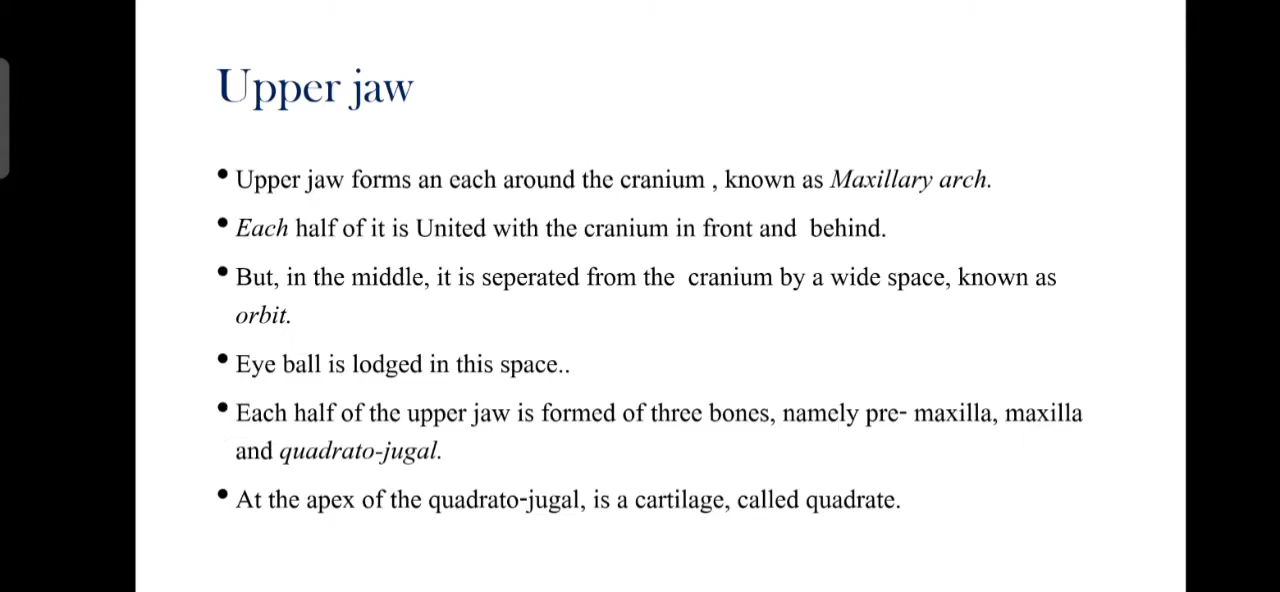 Upper jaw
• Upper jaw forms an each around the cranium , known as Maxillary arch.
• Each half of it is United with the cranium in front and  behind.
• But, in the middle, it is seperated from the  cranium by a wide space, known as
orbit.
• Eye ball is lodged in this space..
• Each half of the upper jaw is formed of three bones, namely pre- maxilla, maxilla
and quadrato-jugal.
• At the apex of the quadrato-jugal, is a cartilage, called quadrate.